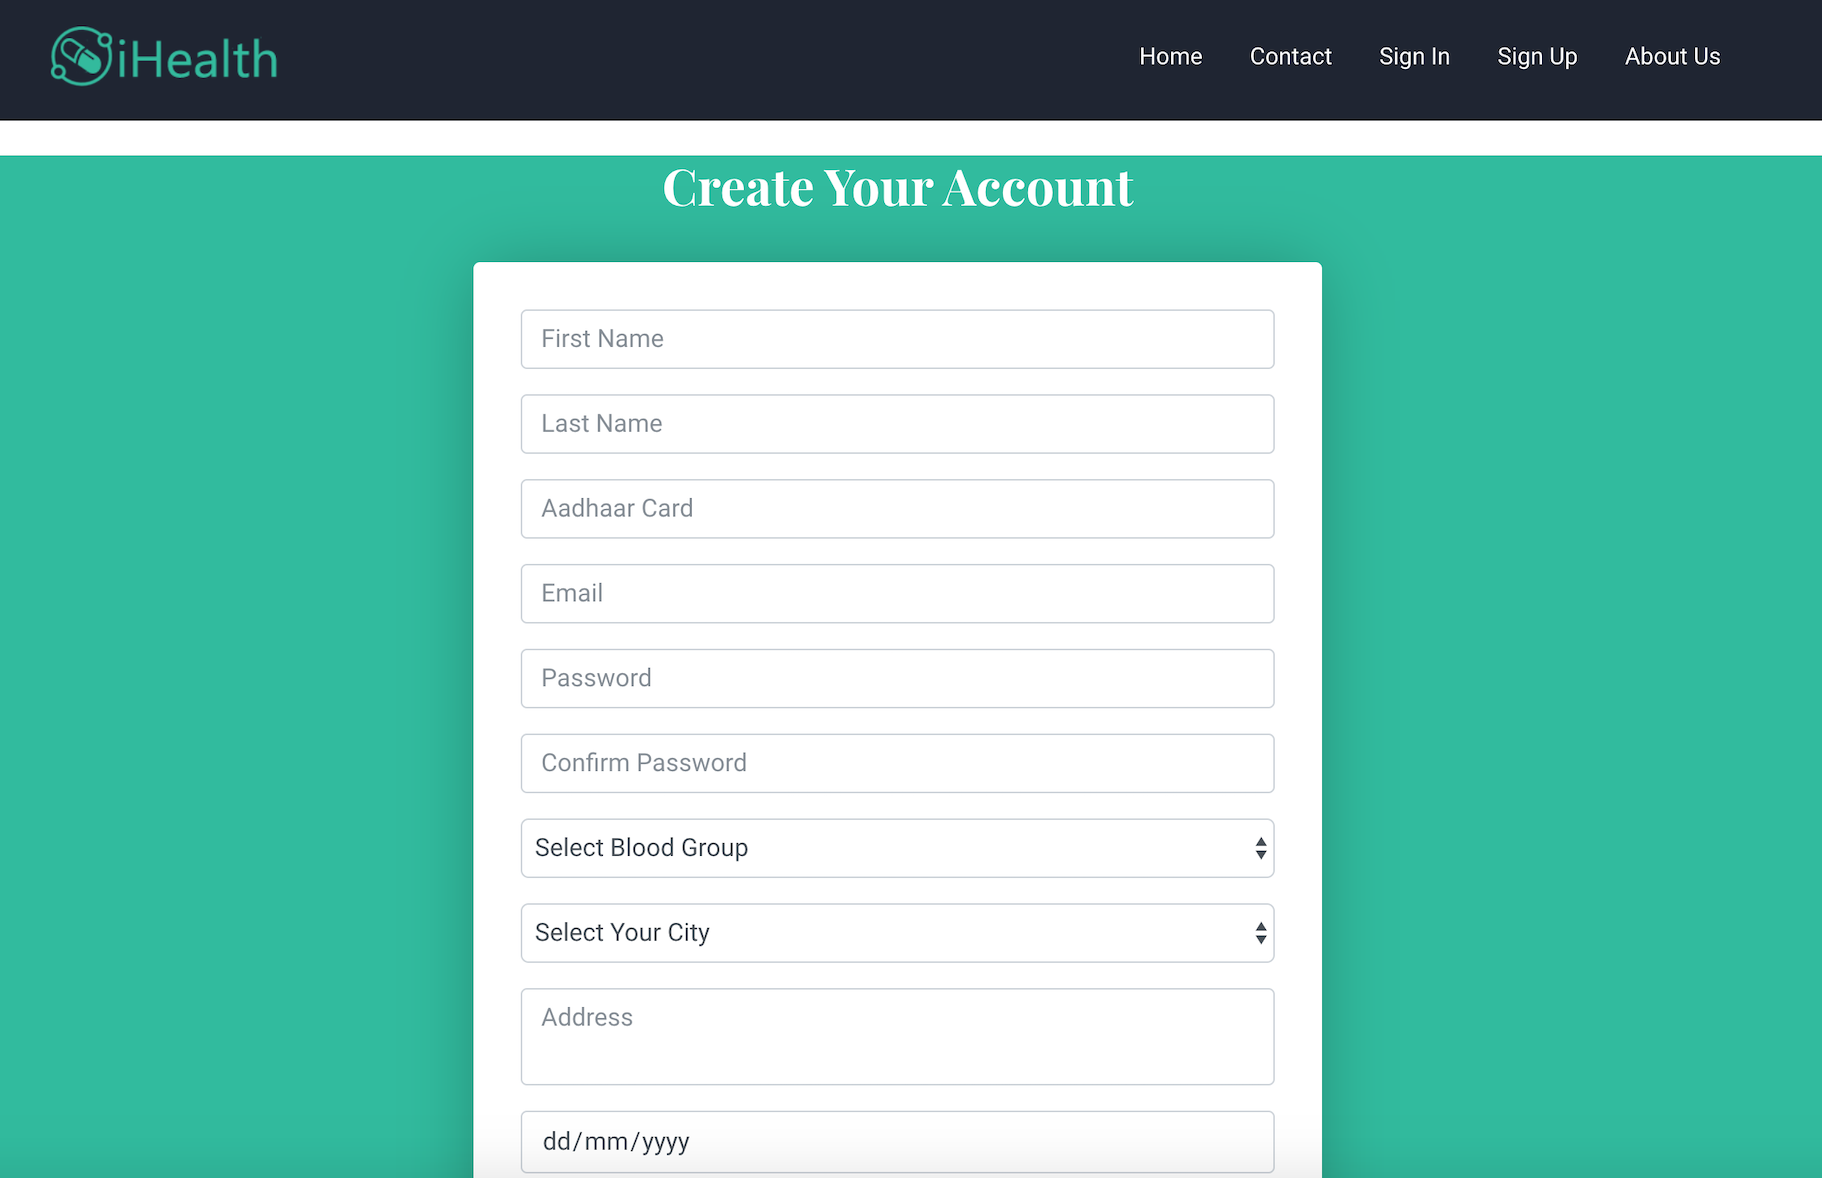 iHealth
Home Contact Sign In Sign Up About Us
Create Your Account
First Name
Last Name
Aadhaar Card
Email
Password
Confirm Password
Select Blood Group
Select Your City
Address
dd/mm/yyyy